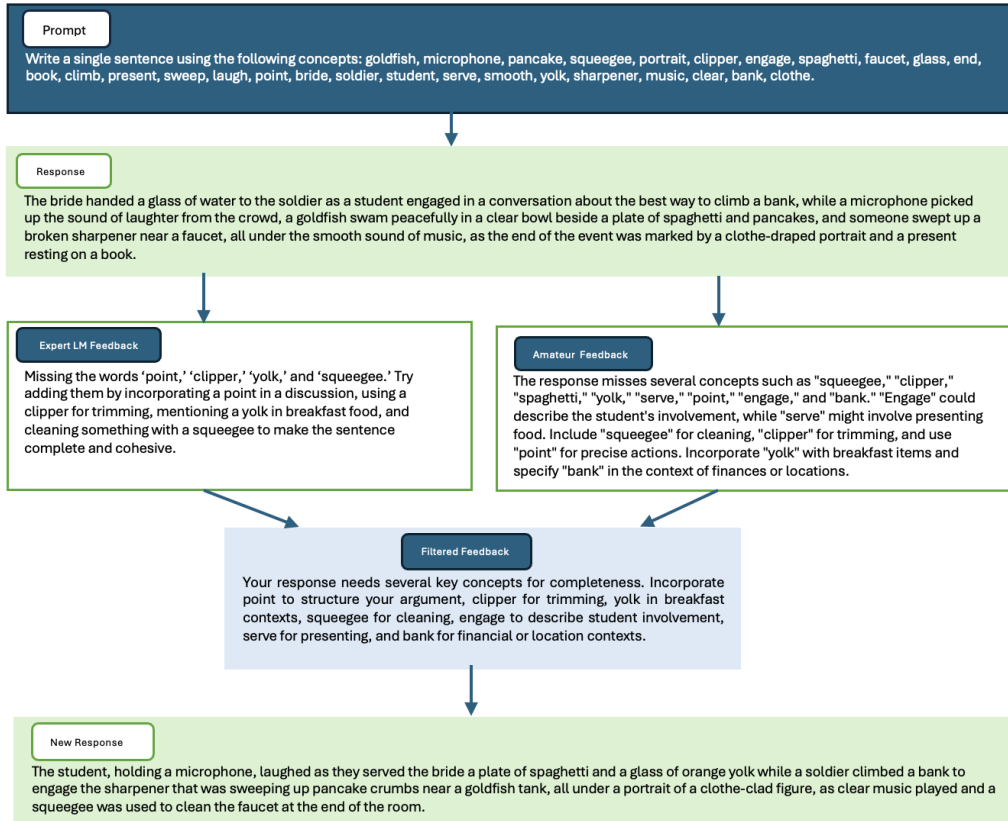 Prompt
Write a single sentence using the following concepts: goldfish, microphone, pancake, squeegee, portrait, clipper, engage, spaghetti, faucet, glass, end,
book, climb, present, sweep, laugh, point, bride, soldier, student, serve, smooth, yolk, sharpener, music, clear, bank, clothe.
Response
The bride handed a glass of water to the soldier as a student engaged in a conversation about the best way to climb a bank, while a microphone picked
up the sound of laughter from the crowd, a goldfish swam peacefully in a clear bowl beside a plate of spaghetti and pancakes, and someone swept up a
broken sharpener near a faucet, all under the smooth sound of music, as the end of the event was marked by a clothe-draped portrait and a present
resting on a book.
Expert LM Feedback
Missing the words ‘point,’ ‘clipper,’ ‘yolk,’ and ‘squeegee.’ Try
adding them by incorporating a point in a discussion, using a
clipper for trimming, mentioning a yolk in breakfast food, and
cleaning something with a squeegee to make the sentence
complete and cohesive.
Amateur Feedback
The response misses several concepts such as "squeegee," "clipper,"
"spaghetti," "yolk," "serve," "point," "engage," and "bank." "Engage" could
describe the student's involvement, while "serve" might involve presenting
food. Include "squeegee" for cleaning, "clipper" for trimming, and use
"point" for precise actions. Incorporate "yolk" with breakfast items and
specify "bank" in the context of finances or locations.
Filtered Feedback
Your response needs several key concepts for completeness. Incorporate
point to structure your argument, clipper for trimming, yolk in breakfast
contexts, squeegee for cleaning, engage to describe student involvement,
serve for presenting, and bank for financial or location contexts.
New Response
The student, holding a microphone, laughed as they served the bride a plate of spaghetti and a glass of orange yolk while a soldier climbed a bank to
engage the sharpener that was sweeping up pancake crumbs near a goldfish tank, all under a portrait of a clothe-clad figure, as clear music played and a
squeegee was used to clean the faucet at the end of the room.